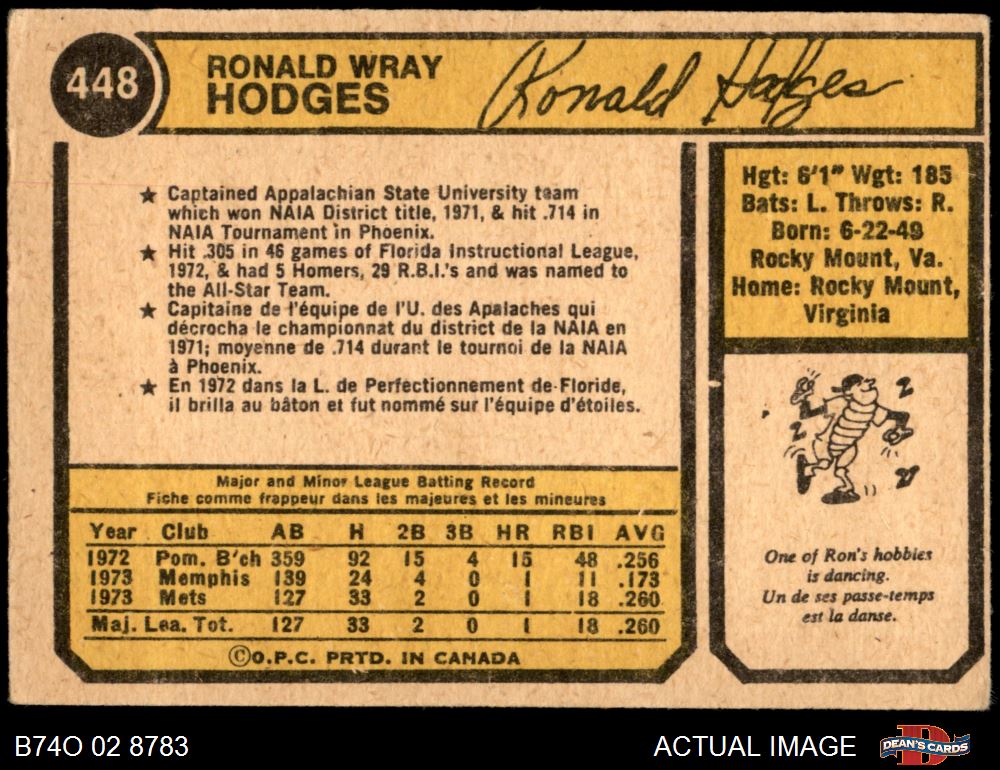 448
RONALD WRAY
HODGES
Ronald Hodges
★ Captained Appalachian State University team
which won NAIA District title, 1971, & hit .714 in
NAIA Tournament in Phoenix.
★ Hit .305 in 46 games of Florida Instructional League,
1972, & had 5 Homers, 29 R.B.I.'s and was named to
the All-Star Team.
★ Capitaine de l'équipe de l'U. des Apalaches qui
décrocha le championnat du district de la NAIA en
1971; moyenne de .714 durant le tournoi de la NAIA
à Phoenix.
★ En 1972 dans la L. de Perfectionnement de Floride,
il brilla au bâton et fut nommé sur l'équipe d'étoiles.
Hgt: 6'1" Wgt: 185
Bats: L. Throws: R.
Born: 6-22-49
Rocky Mount, Va.
Home: Rocky Mount,
Virginia
One of Ron's hobbies
is dancing.
Un de ses passe-temps
est la danse.
Major and Minor League Batting Record
Fiche comme frappeur dans les majeures et les mineures
Year Club AB H 2B 3B HR RBI AVG
1972 Pom. B'ch 359 92 15 4 15 48 .256
1973 Memphis 139 24 4 0 1 11 .173
1973 Mets 127 33 2 0 1 18 .260
Maj. Lea. Tot. 127 33 2 0 1 18 .260
©O.P.C. PRTD. IN CANADA
B74O 02 8783
ACTUAL IMAGE
D
DEAN'S CARDS